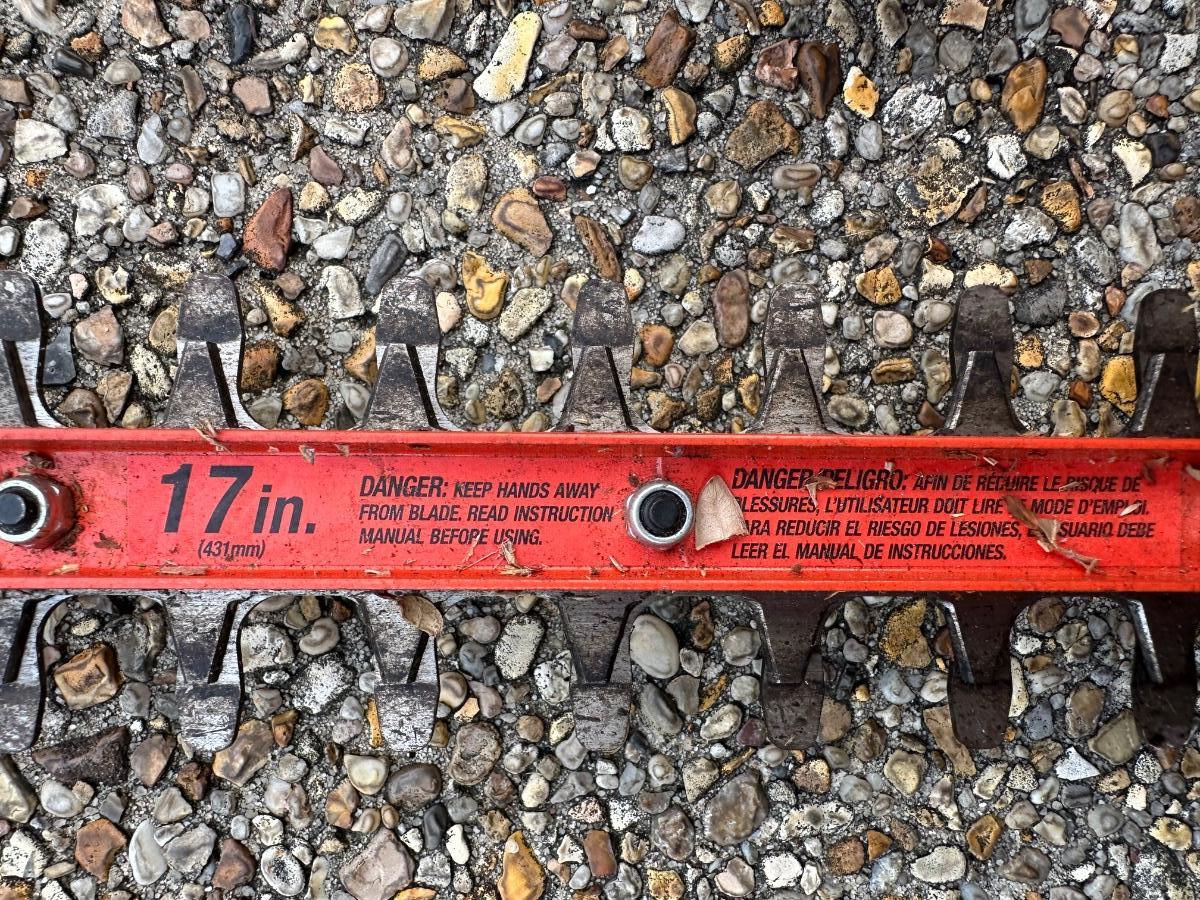 17 in.
(431mm)
DANGER: KEEP HANDS AWAY
FROM BLADE. READ INSTRUCTION
MANUAL BEFORE USING.
DANGER/PELIGRO: AFIN DE RÉDUIRE LE RISQUE DE
BLESSURES, L'UTILISATEUR DOIT LIRE LE MODE D'EMPLOI.
PARA REDUCIR EL RIESGO DE LESIONES, EL USUARIO DEBE
LEER EL MANUAL DE INSTRUCCIONES.